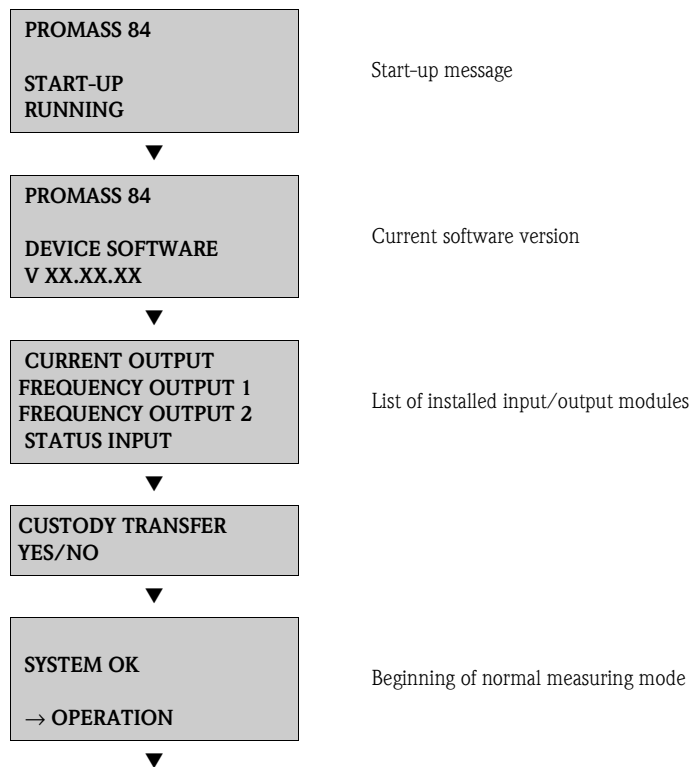 PROMASS 84
START-UP
RUNNING
Start-up message
▼
PROMASS 84
DEVICE SOFTWARE
V XX.XX.XX
Current software version
▼
CURRENT OUTPUT
FREQUENCY OUTPUT 1
FREQUENCY OUTPUT 2
STATUS INPUT
List of installed input/output modules
▼
CUSTODY TRANSFER
YES/NO
▼
SYSTEM OK
→ OPERATION
Beginning of normal measuring mode
▼